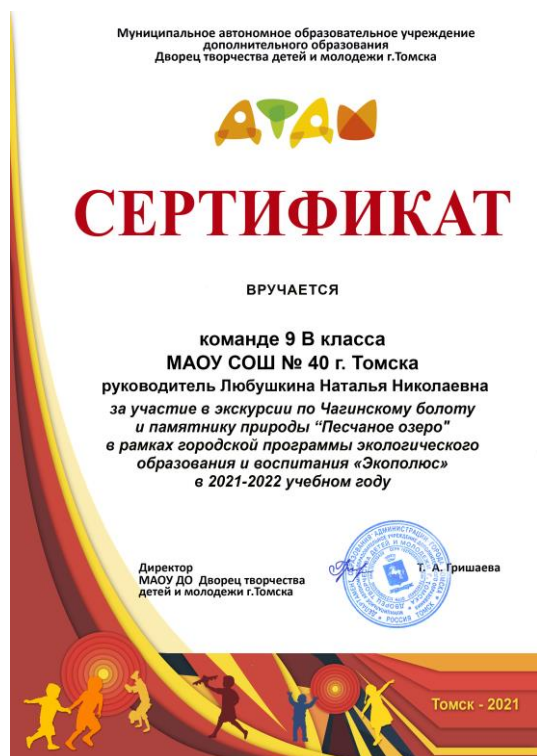 Муниципальное автономное образовательное учреждение
дополнительного образования
Дворец творчества детей и молодежи г.Томска
ДТДМ
СЕРТИФИКАТ
ВРУЧАЕТСЯ
команде 9 В класса
МАОУ СОШ № 40 г. Томска
руководитель Любушкина Наталья Николаевна
за участие в экскурсии по Чагинскому болоту
и памятнику природы “Песчаное озеро"
в рамках городской программы экологического
образования и воспитания «Экополюс»
в 2021-2022 учебном году
Директор
МАОУ ДО Дворец творчества
детей и молодежи г.Томска
Т. А. Гришаева
Томск - 2021